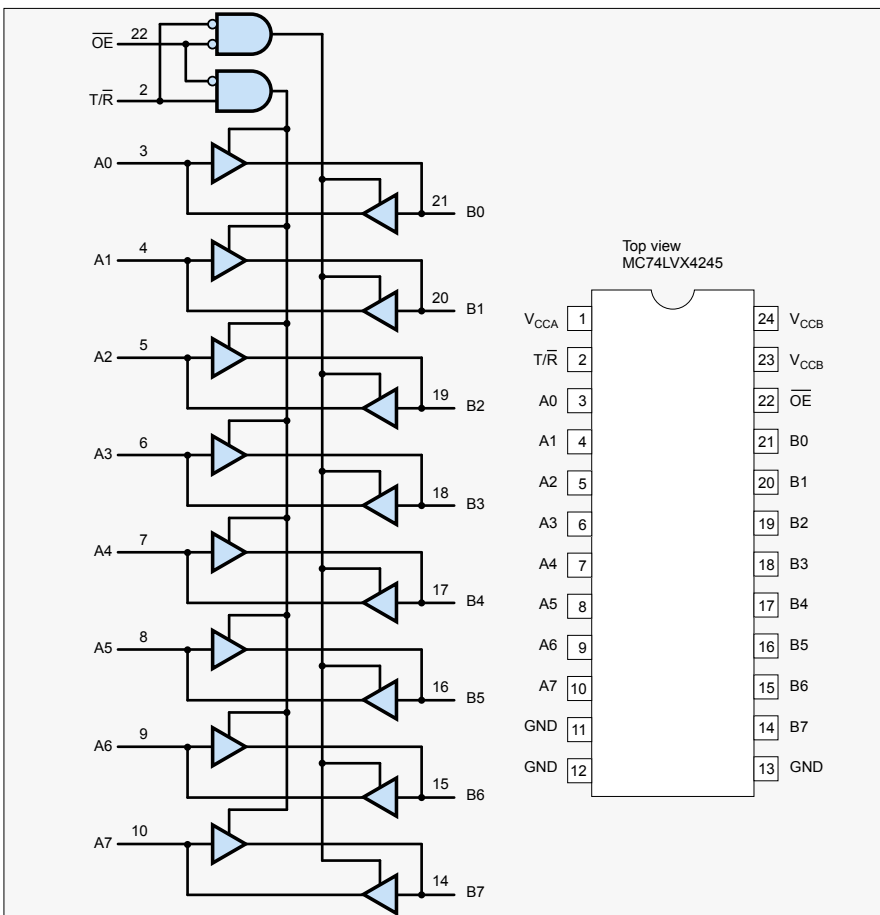 OE̅ 22
T/R̅ 2
A0 3
21 B0
A1 4
20 B1
A2 5
19 B2
A3 6
18 B3
A4 7
17 B4
A5 8
16 B5
A6 9
15 B6
A7 10
14 B7
Top view
MC74LVX4245
V_CCA 1 24 V_CCB
T/R̅ 2 23 V_CCB
A0 3 22 OE̅
A1 4 21 B0
A2 5 20 B1
A3 6 19 B2
A4 7 18 B3
A5 8 17 B4
A6 9 16 B5
A7 10 15 B6
GND 11 14 B7
GND 12 13 GND